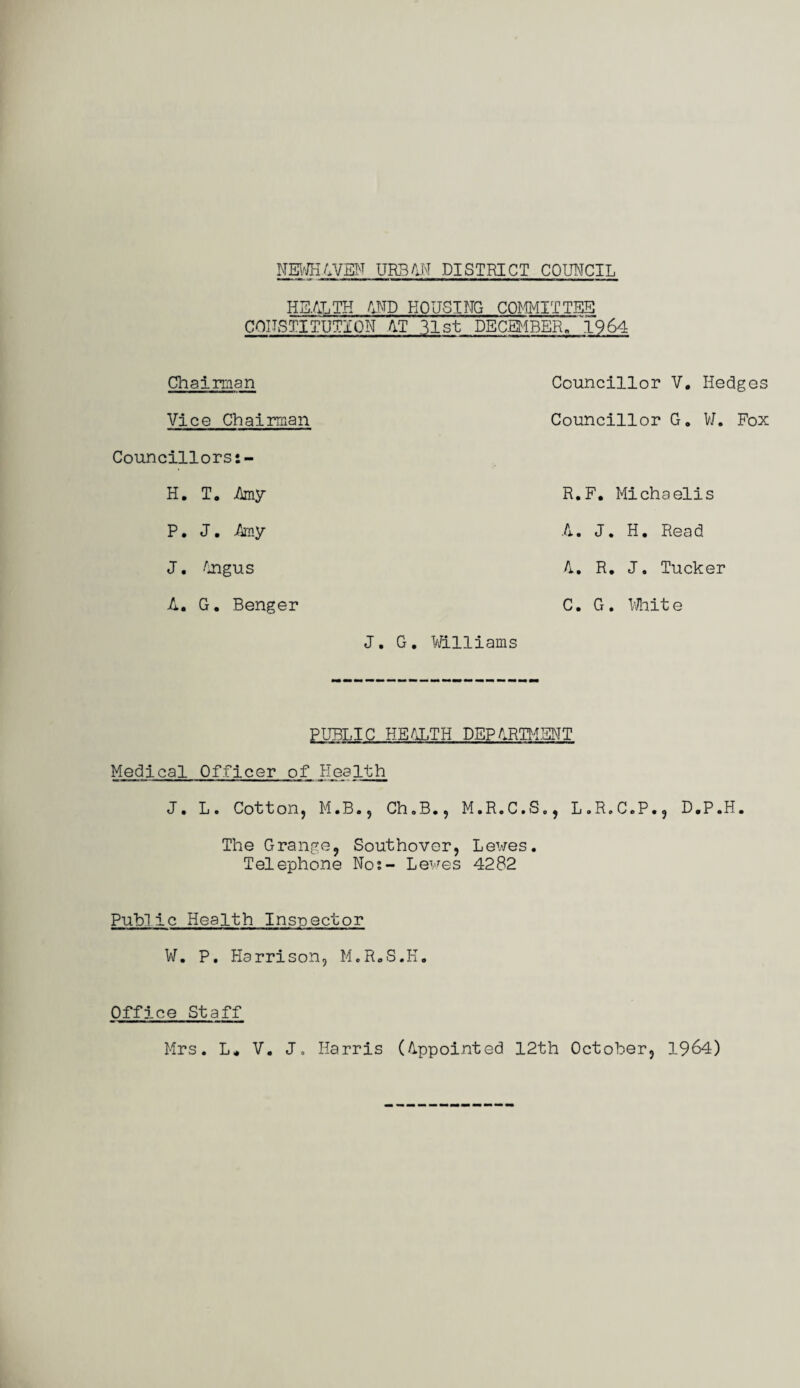 NEWHAVEN URBAN DISTRICT COUNCIL
HEALTH AND HOUSING COMMITTEE
CONSTITUTION AT 31st DECEMBER, 1964
Chairman Councillor V. Hedges
Vice Chairman Councillor G. W. Fox
Councillors:-
H. T. Amy R.F. Michaelis
P. J. Amy A. J. H. Read
J. Angus A. R. J. Tucker
A. G. Benger C. G. White
J. G. Williams
PUBLIC HEALTH DEPARTMENT
Medical Officer of Health
J. L. Cotton, M.B., Ch.B., M.R.C.S., L.R.C.P., D.P.H.
The Grange, Southover, Lewes.
Telephone No:- Lewes 4282
Public Health Inspector
W. P. Harrison, M.R.S.H.
Office Staff
Mrs. L. V. J. Harris (Appointed 12th October, 1964)